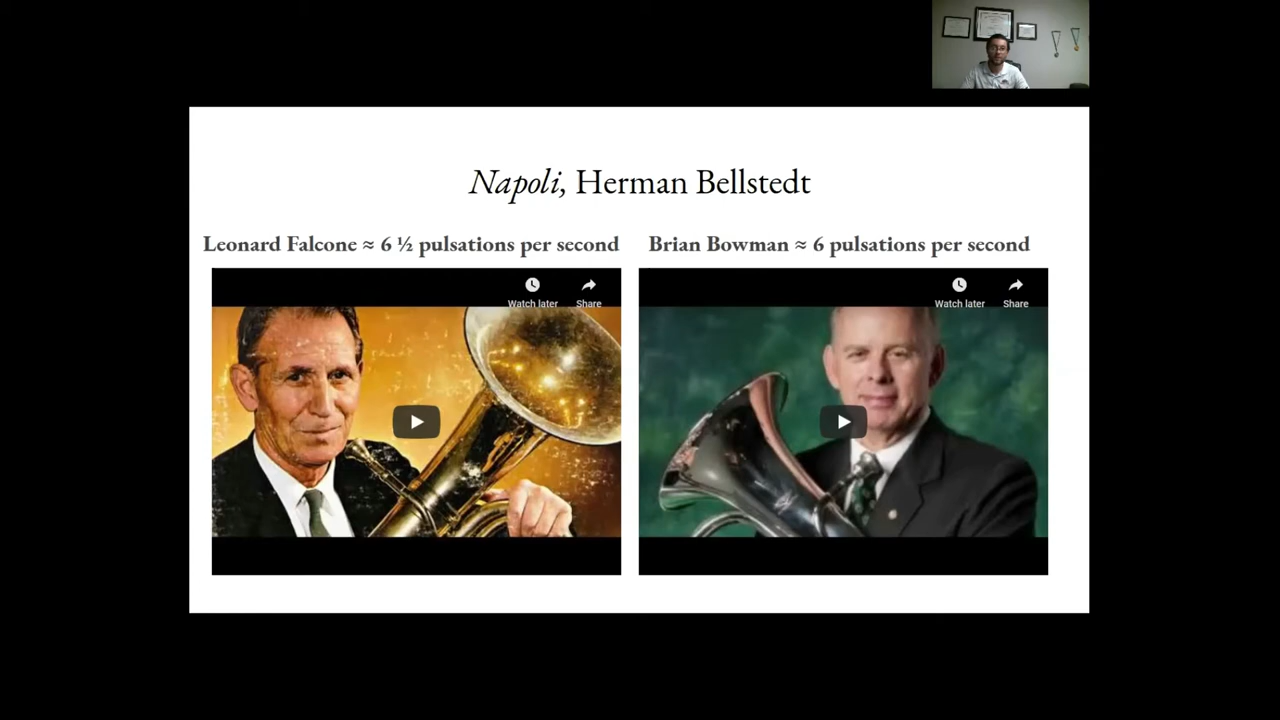 Napoli, Herman Bellstedt
Leonard Falcone ≈ 6 ½ pulsations per second
Brian Bowman ≈ 6 pulsations per second
Watch later
Share
Watch later
Share